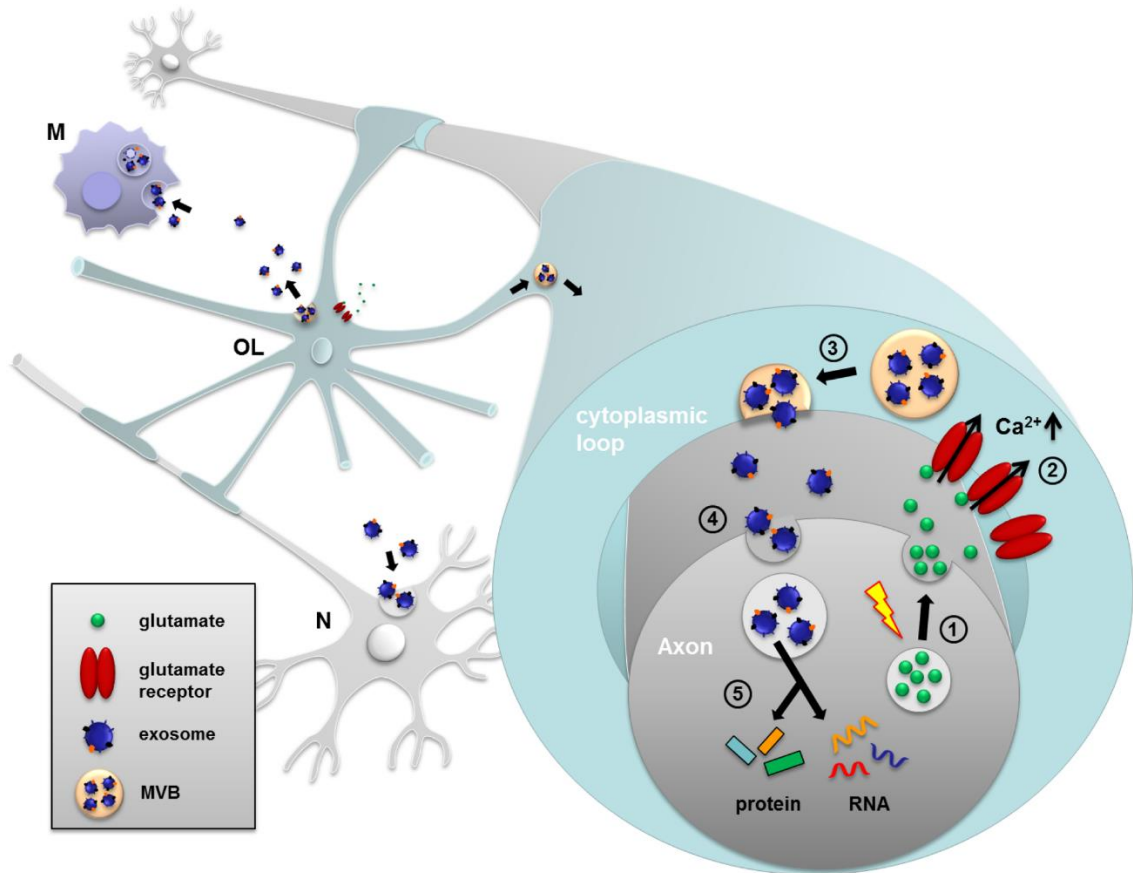 M
OL
N
cytoplasmic
loop
③
Ca²⁺
②
④
①
Axon
⑤
protein
RNA
glutamate
glutamate
receptor
exosome
MVB